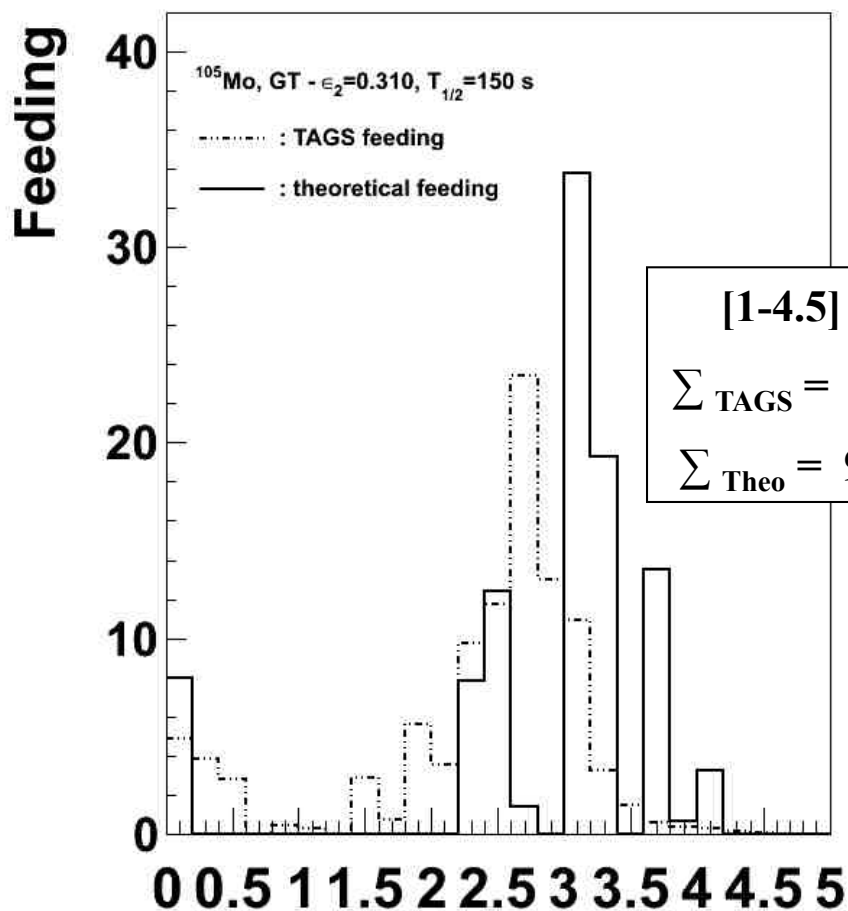 Feeding
40
30
20
10
0
¹⁰⁵Mo, GT - ϵ₂=0.310, T₁/₂=150 s
: TAGS feeding
: theoretical feeding
[1-4.5]
∑ TAGS =
∑ Theo =
0 0.5 1 1.5 2 2.5 3 3.5 4 4.5 5